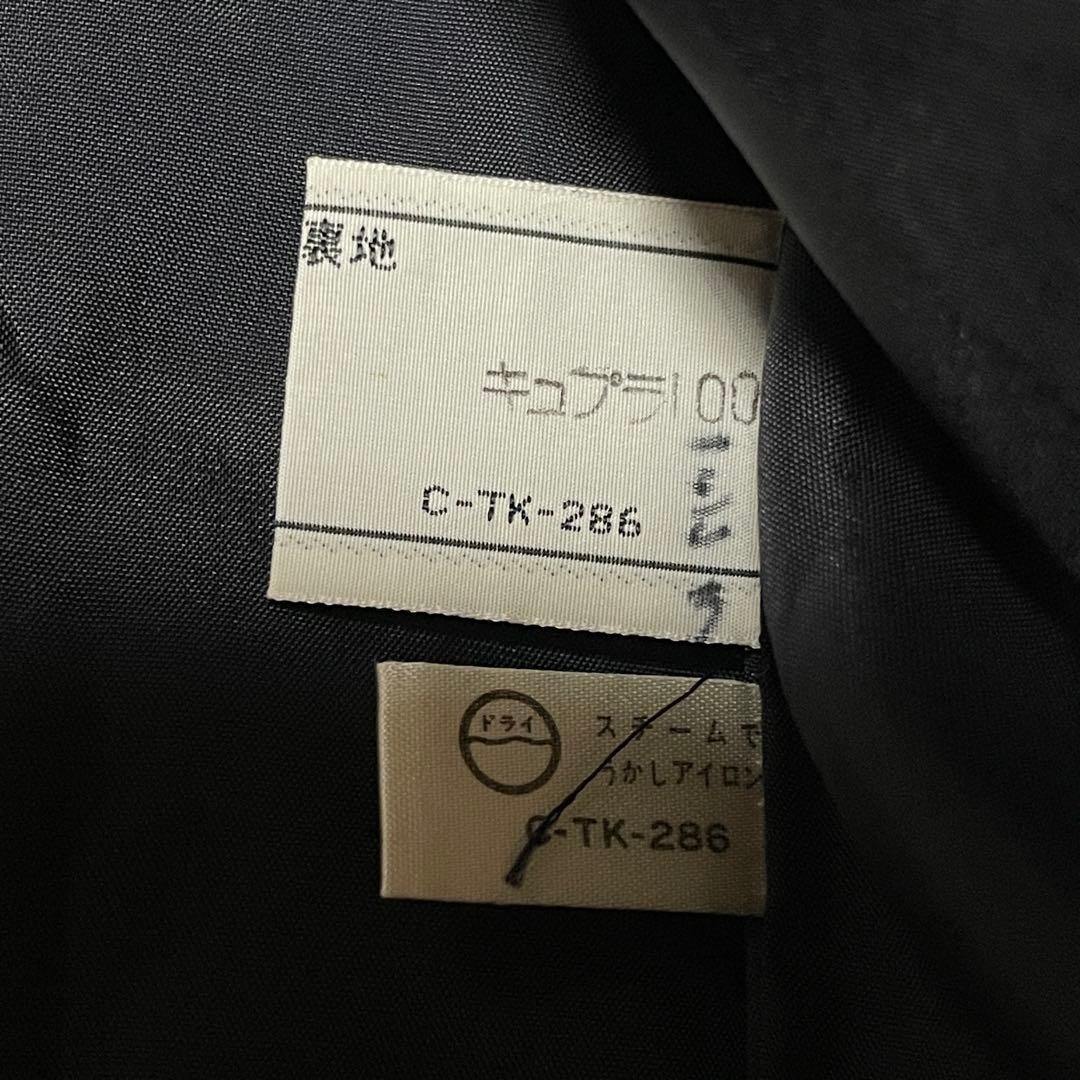 裏地
キュプラ100
C-TK-286
ドライ
スチームで
うかしアイロン
C-TK-286